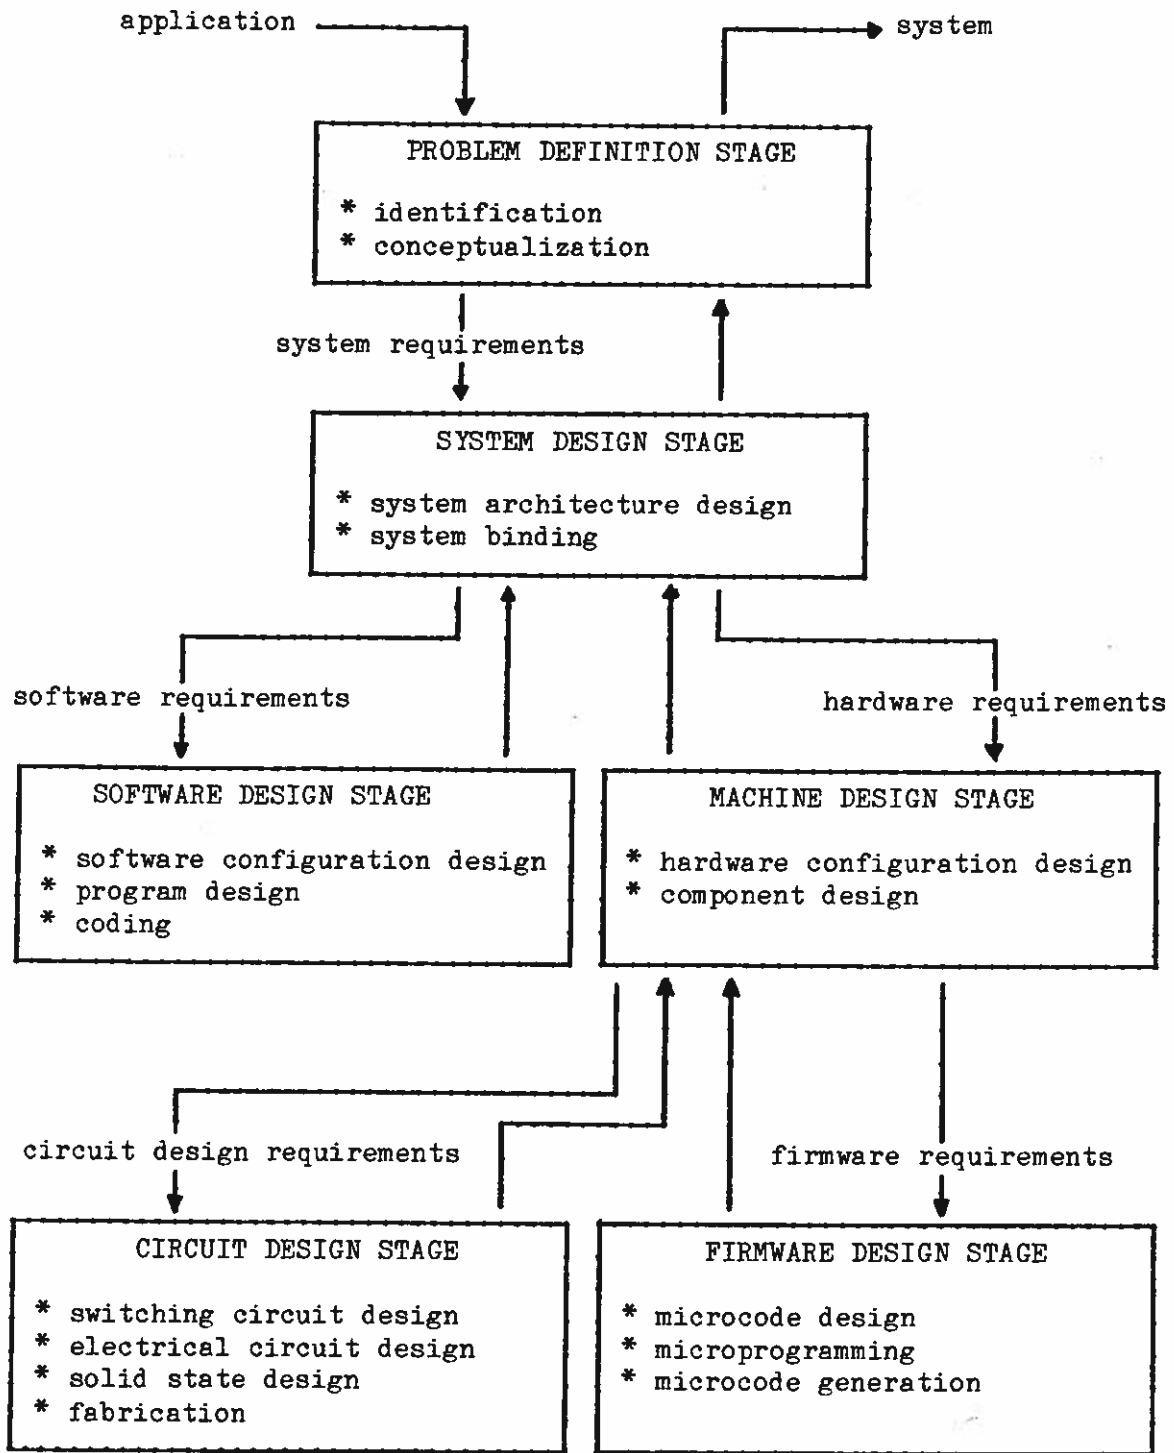 application
system
PROBLEM DEFINITION STAGE
* identification
* conceptualization
system requirements
SYSTEM DESIGN STAGE
* system architecture design
* system binding
software requirements
hardware requirements
SOFTWARE DESIGN STAGE
* software configuration design
* program design
* coding
MACHINE DESIGN STAGE
* hardware configuration design
* component design
circuit design requirements
firmware requirements
CIRCUIT DESIGN STAGE
* switching circuit design
* electrical circuit design
* solid state design
* fabrication
FIRMWARE DESIGN STAGE
* microcode design
* microprogramming
* microcode generation